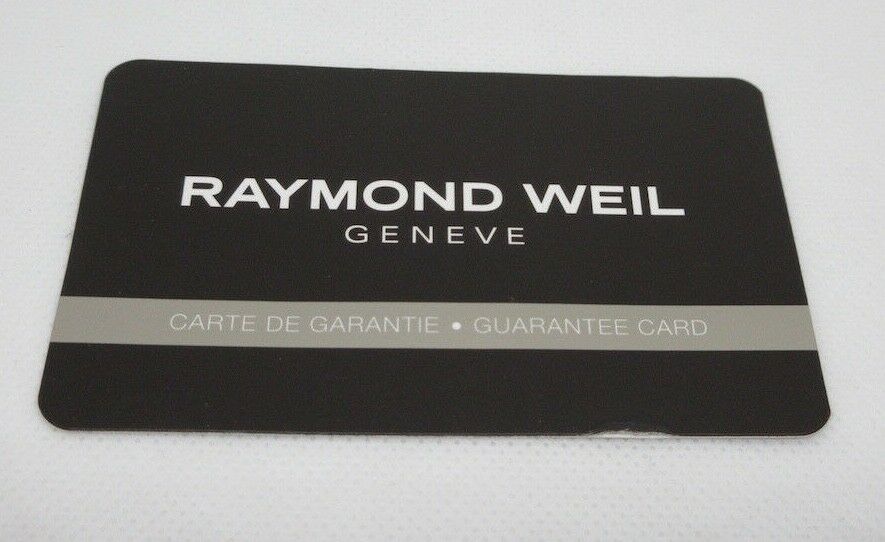 RAYMOND WEIL
GENEVE
CARTE DE GARANTIE • GUARANTEE CARD